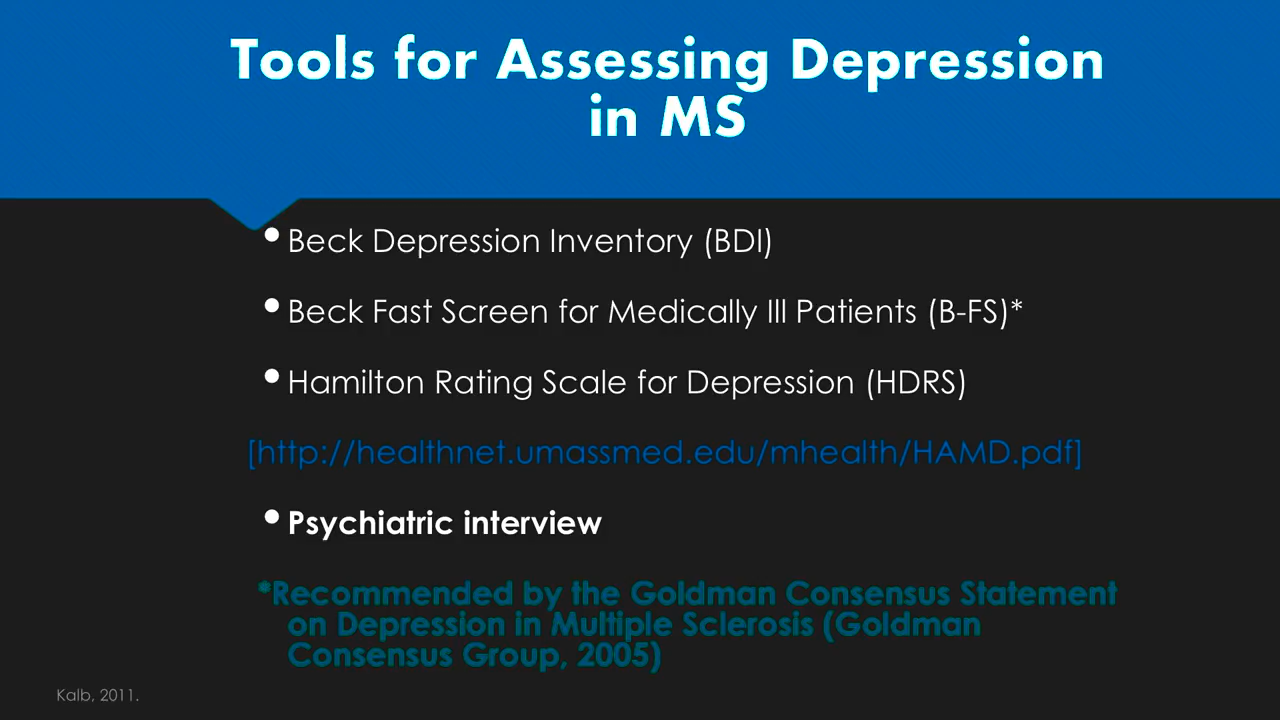 Tools for Assessing Depression
in MS
•Beck Depression Inventory (BDI)
•Beck Fast Screen for Medically Ill Patients (B-FS)*
•Hamilton Rating Scale for Depression (HDRS)
[http://healthnet.umassmed.edu/mhealth/HAMD.pdf]
•Psychiatric interview
*Recommended by the Goldman Consensus Statement
on Depression in Multiple Sclerosis (Goldman
Consensus Group, 2005)
Kalb, 2011.